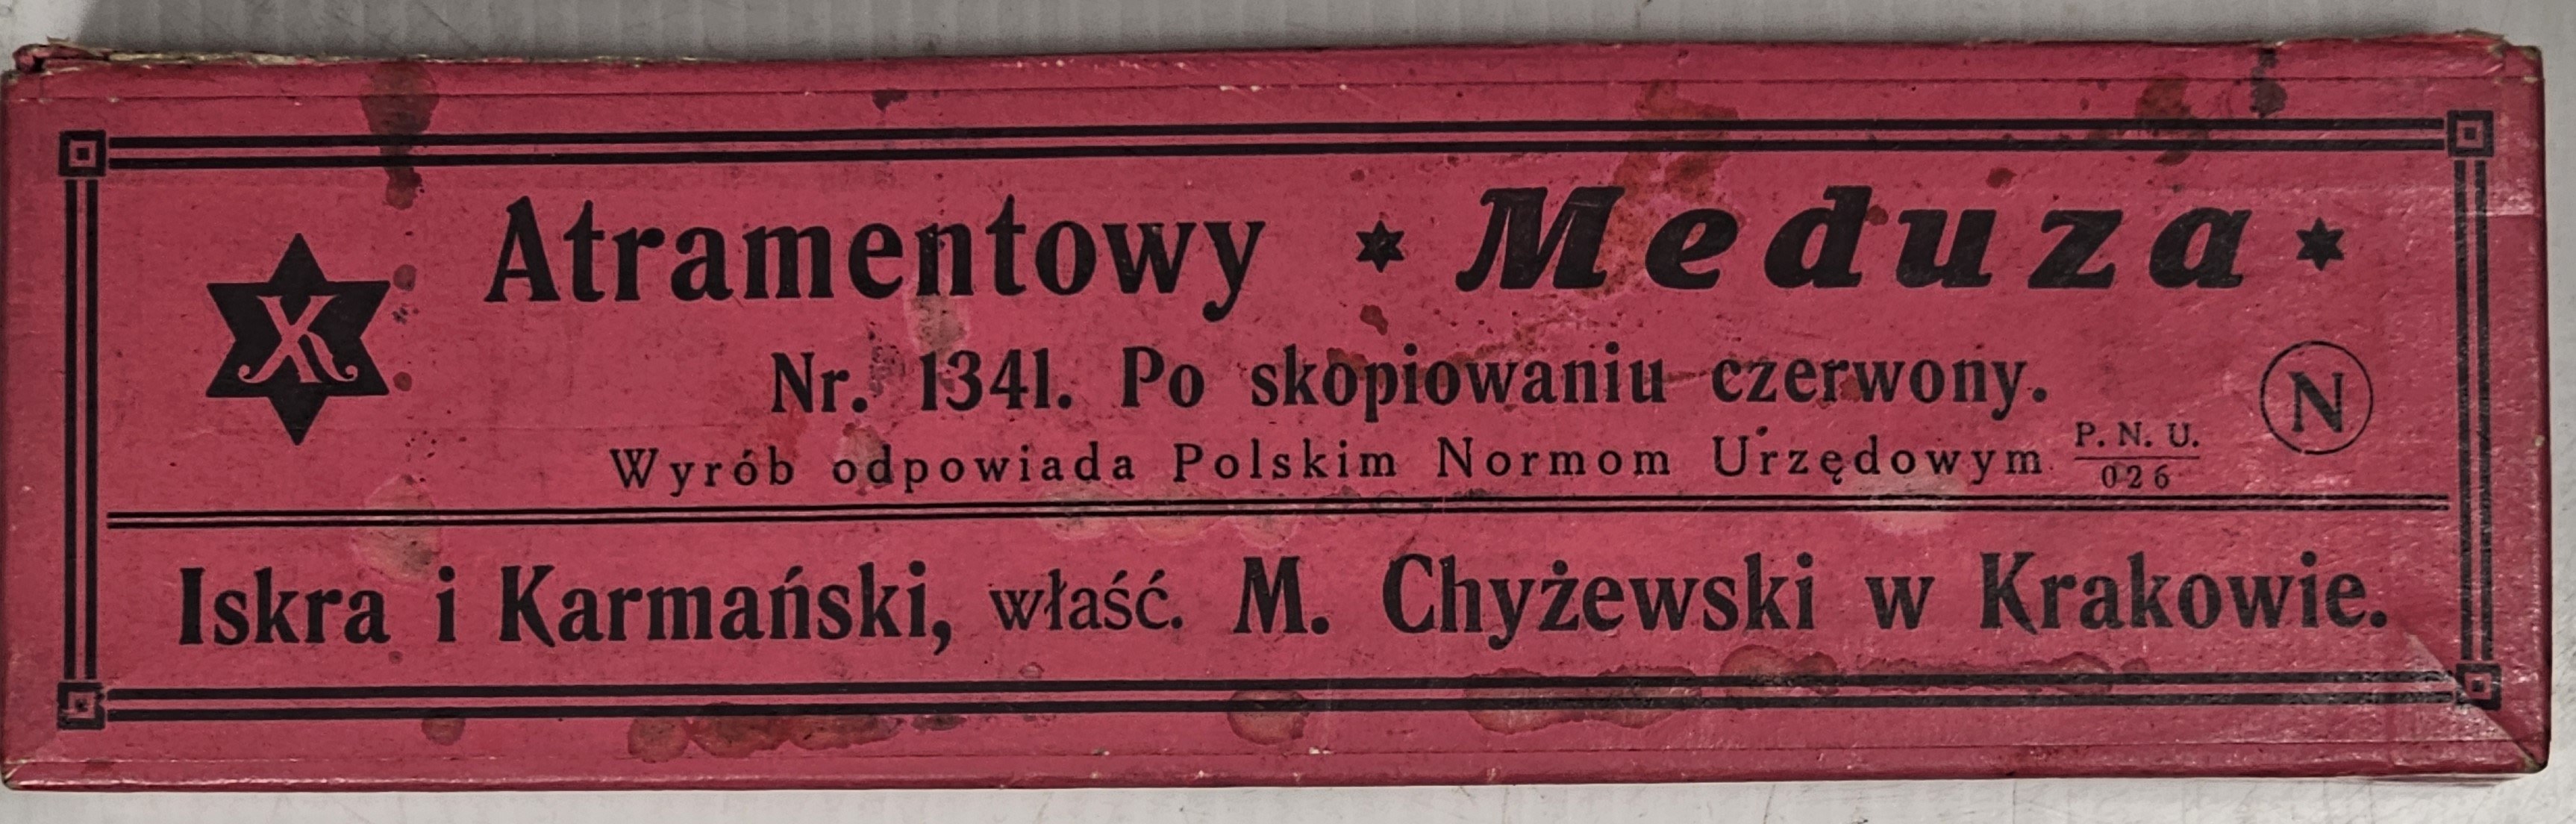 K
Atramentowy * Meduza *
Nr. 1341. Po skopiowaniu czerwony.
N
Wyrób odpowiada Polskim Normom Urzędowym P. N. U.
026
Iskra i Karmański, właść. M. Chyżewski w Krakowie.